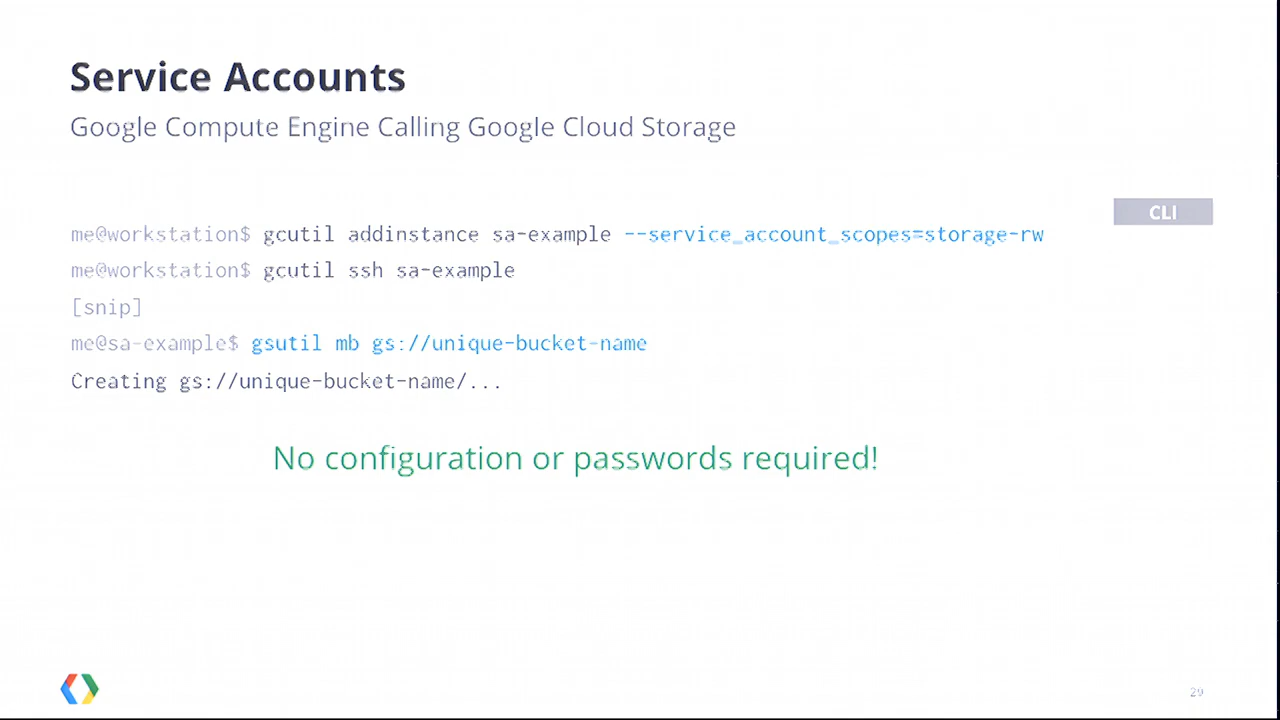 Service Accounts
Google Compute Engine Calling Google Cloud Storage
CLI
me@workstation$ gcutil addinstance sa-example --service_account_scopes=storage-rw
me@workstation$ gcutil ssh sa-example
[snip]
me@sa-example$ gsutil mb gs://unique-bucket-name
Creating gs://unique-bucket-name/...
No configuration or passwords required!
29